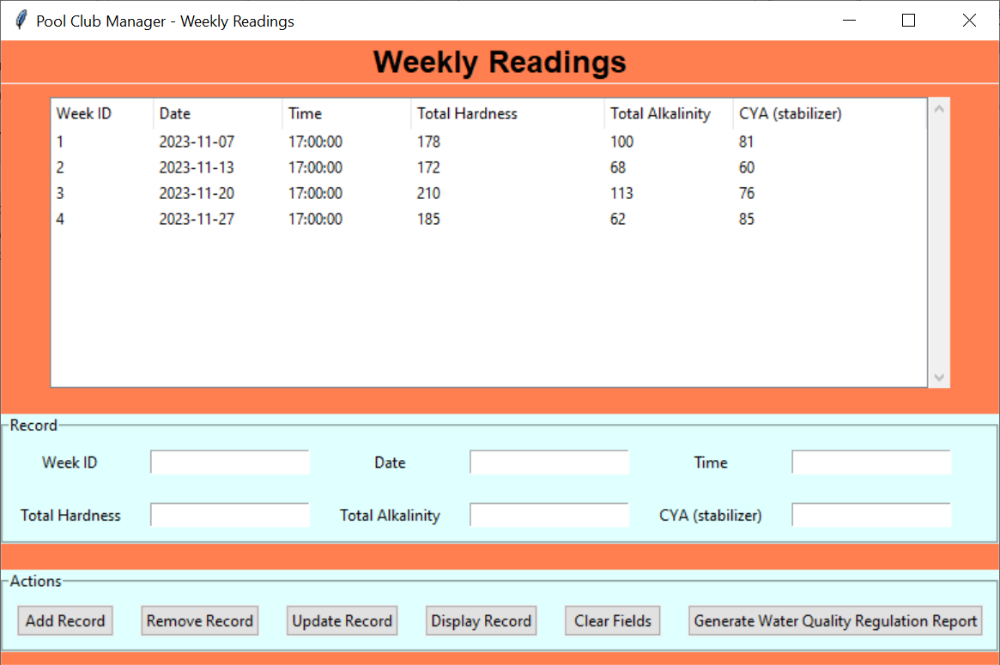 Pool Club Manager - Weekly Readings
Weekly Readings
Week ID Date Time Total Hardness Total Alkalinity CYA (stabilizer)
1 2023-11-07 17:00:00 178 100 81
2 2023-11-13 17:00:00 172 68 60
3 2023-11-20 17:00:00 210 113 76
4 2023-11-27 17:00:00 185 62 85
Record
Week ID Date Time
Total Hardness Total Alkalinity CYA (stabilizer)
Actions
Add Record Remove Record Update Record Display Record Clear Fields Generate Water Quality Regulation Report